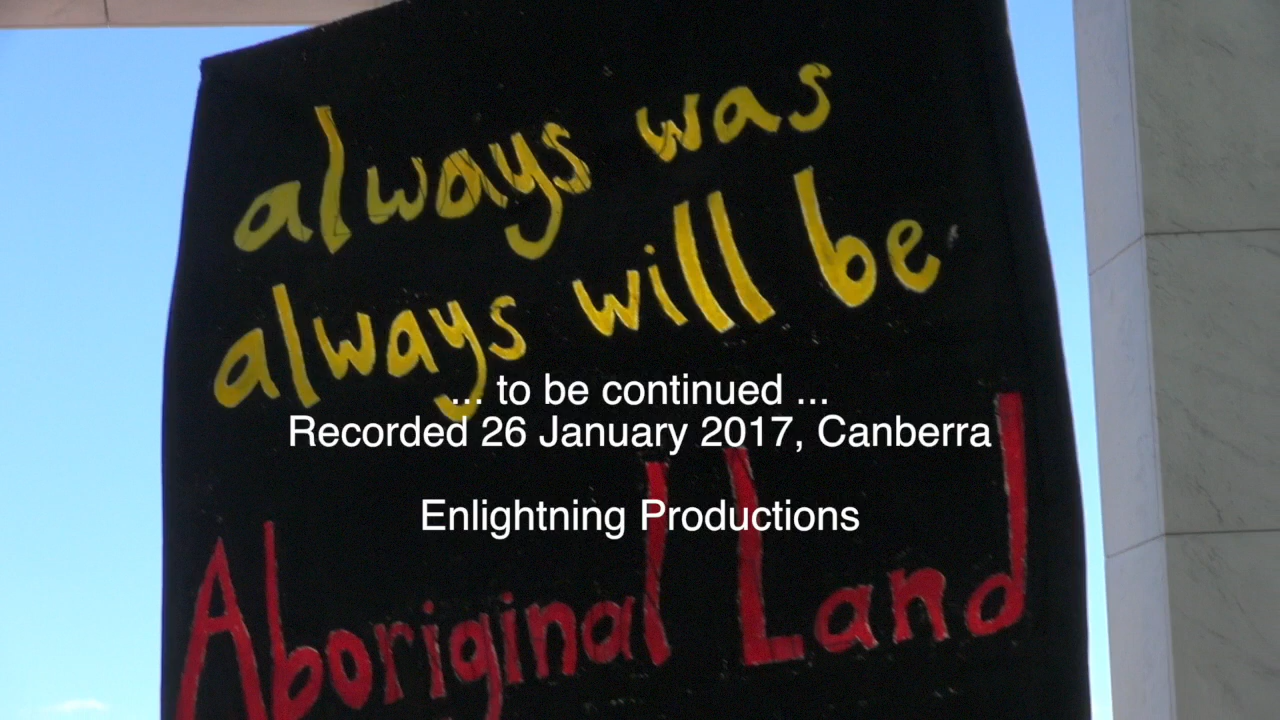 always was
always will be
... to be continued ...
Recorded 26 January 2017, Canberra
Enlightning Productions
Aboriginal Land